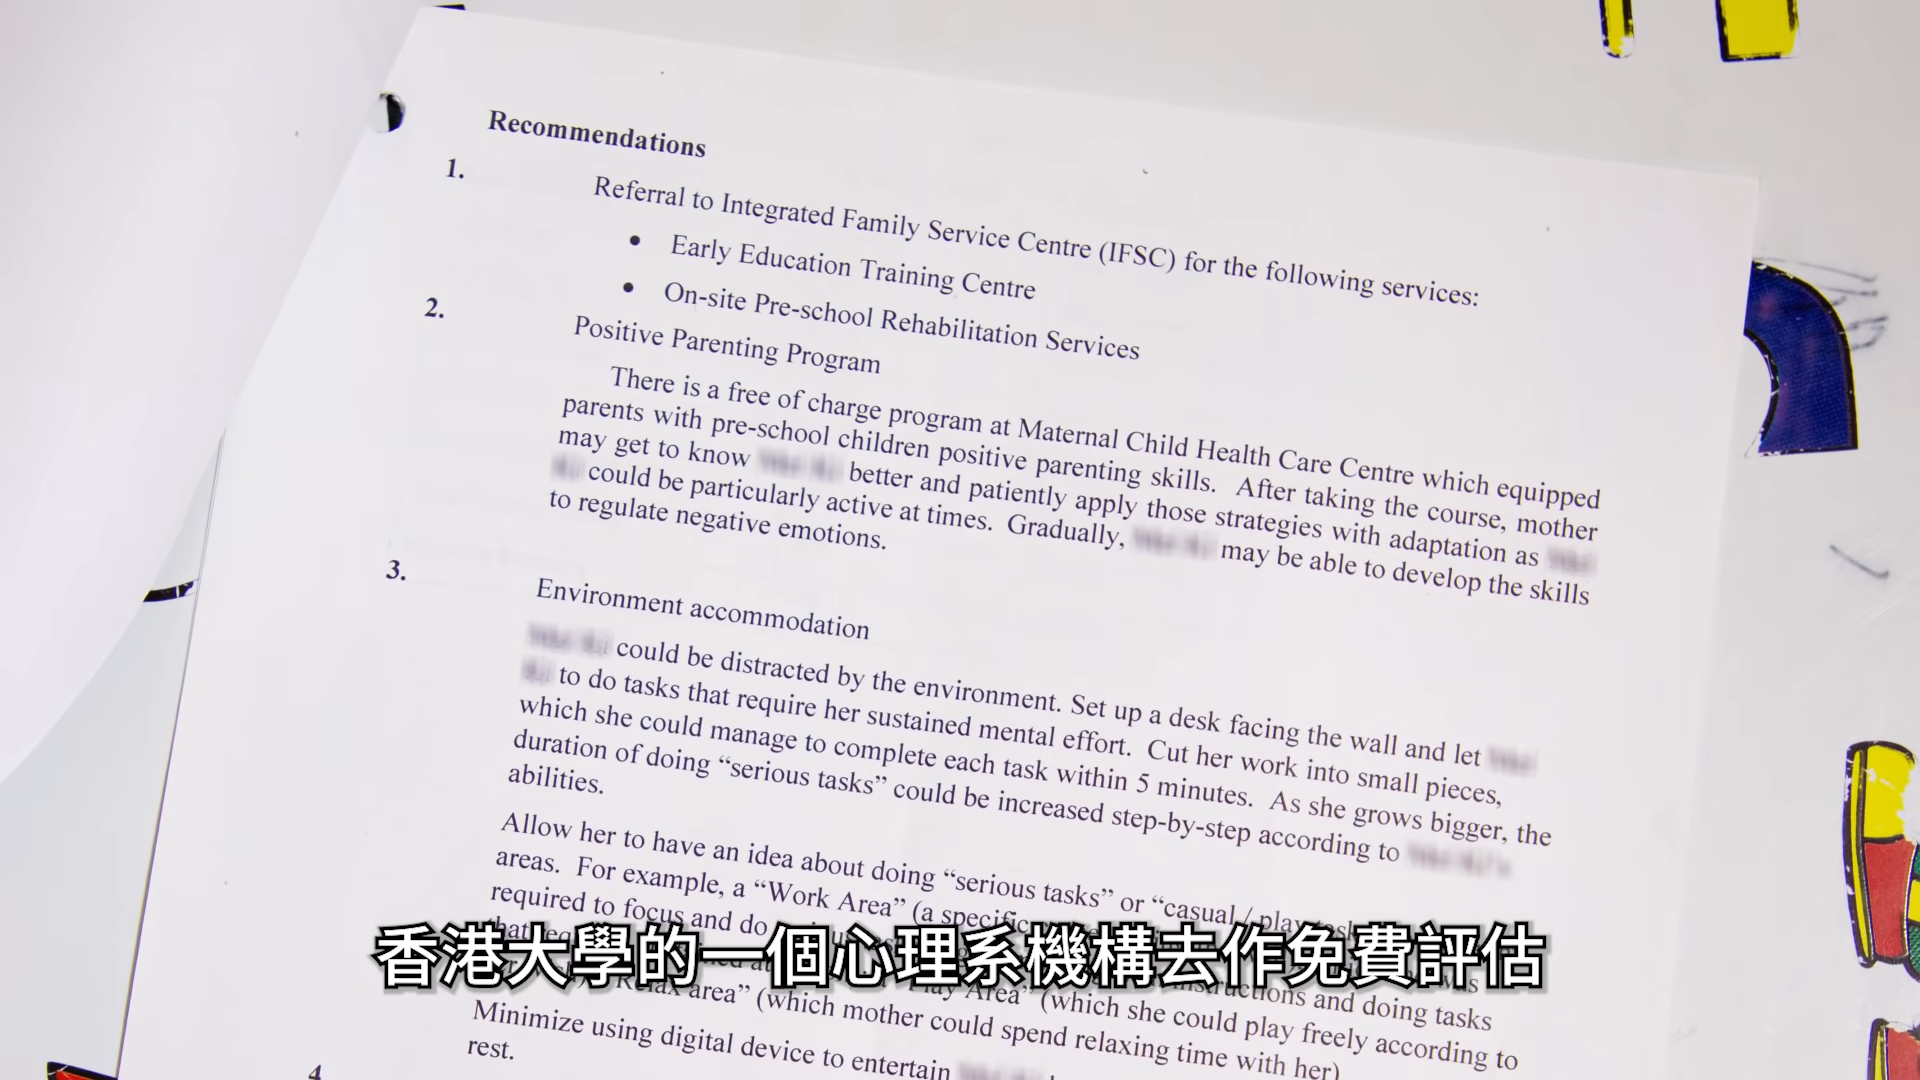 Recommendations
1.
Referral to Integrated Family Service Centre (IFSC) for the following services:
• Early Education Training Centre
• On-site Pre-school Rehabilitation Services
2.
Positive Parenting Program
There is a free of charge program at Maternal Child Health Care Centre which equipped
parents with pre-school children positive parenting skills. After taking the course, mother
may get to know better and patiently apply those strategies with adaptation as
could be particularly active at times. Gradually, may be able to develop the skills
to regulate negative emotions.
3.
Environment accommodation
could be distracted by the environment. Set up a desk facing the wall and let
to do tasks that require her sustained mental effort. Cut her work into small pieces,
which she could manage to complete each task within 5 minutes. As she grows bigger, the
duration of doing “serious tasks” could be increased step-by-step according to
abilities.
Allow her to have an idea about doing “serious tasks” or “casual / play
areas. For example, a “Work Area” (a specific
required to focus and do
instructions and doing tasks
“Relax area” (which mother could spend relaxing time with her)
“Play Area” (which she could play freely according to
香港大學的一個心理系機構去作免費評估
Minimize using digital device to entertain
rest.
4